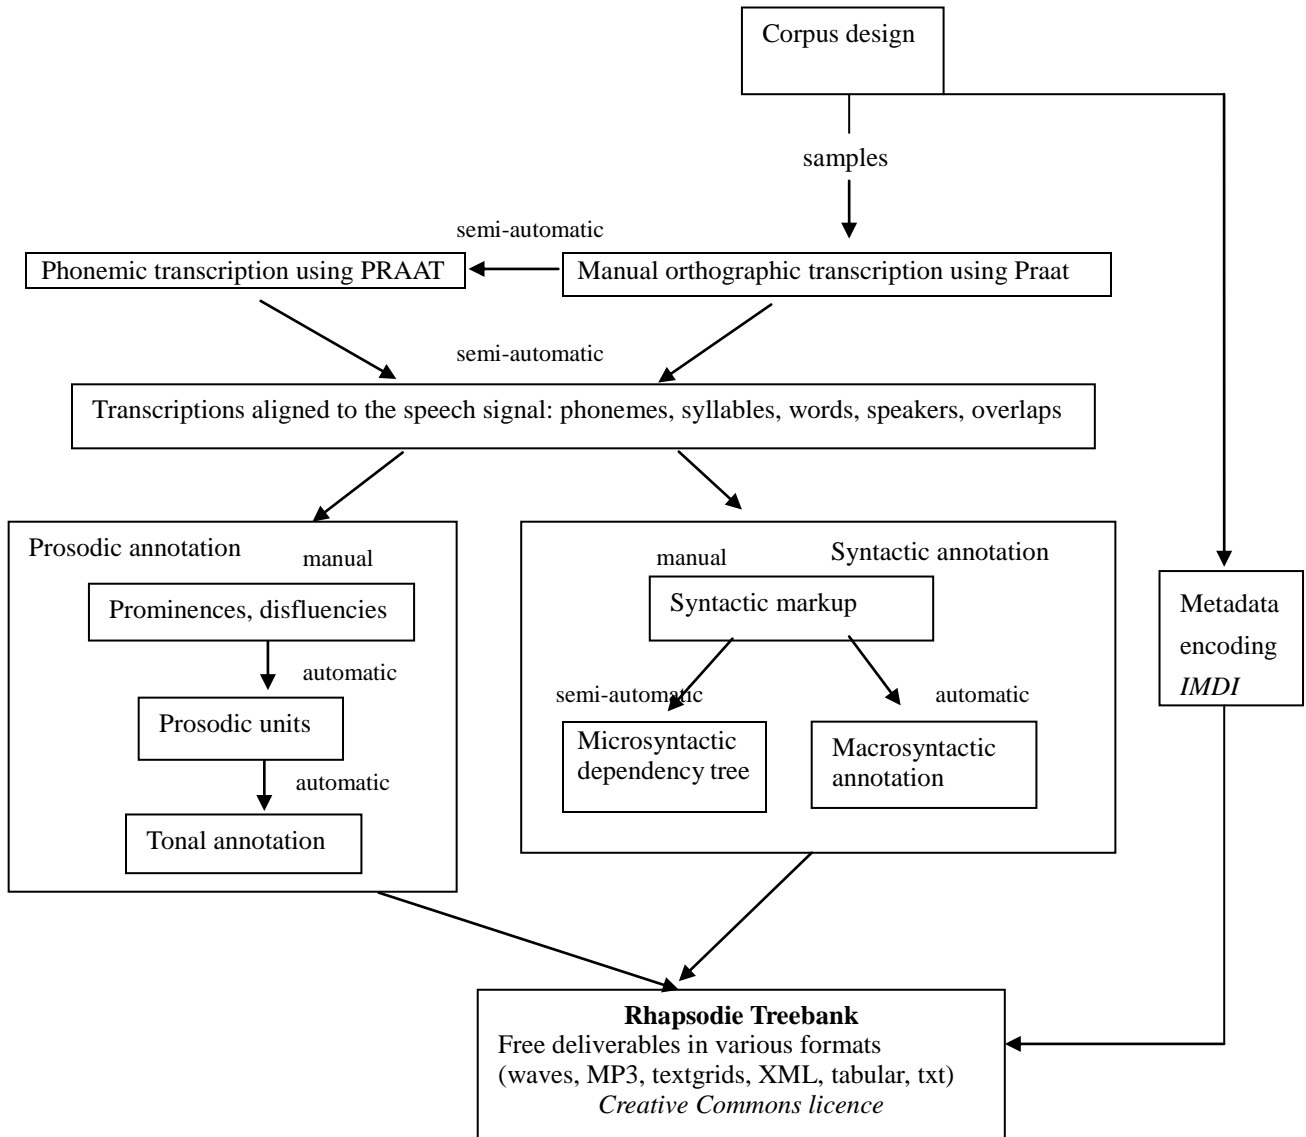 Corpus design
samples
semi-automatic
Phonemic transcription using PRAAT
Manual orthographic transcription using Praat
semi-automatic
Transcriptions aligned to the speech signal: phonemes, syllables, words, speakers, overlaps
Prosodic annotation
manual
Prominences, disfluencies
automatic
Prosodic units
automatic
Tonal annotation
Syntactic annotation
manual
Syntactic markup
semi-automatic
automatic
Microsyntactic
dependency tree
Macrosyntactic
annotation
Metadata
encoding
IMDI
Rhapsodie Treebank
Free deliverables in various formats
(waves, MP3, textgrids, XML, tabular, txt)
Creative Commons licence